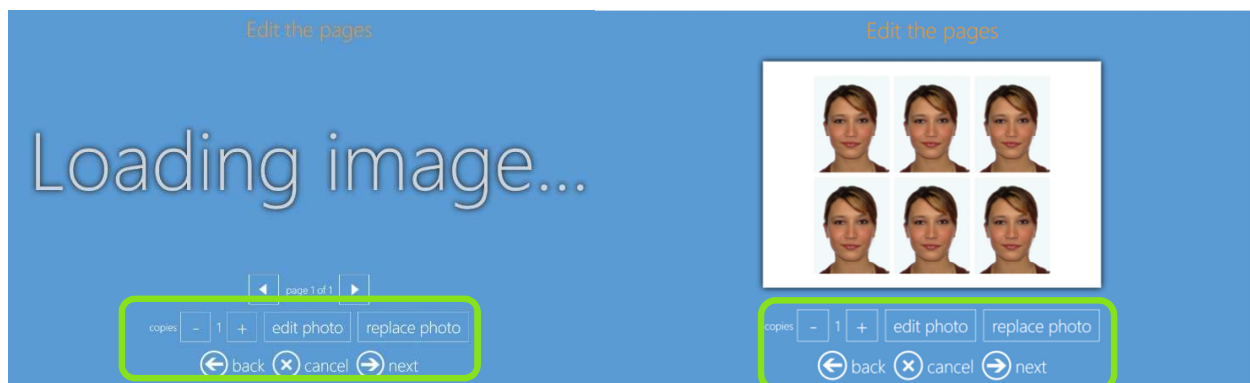 Edit the pages
Loading image...
page 1 of 1
copies - 1 + edit photo replace photo
back cancel next
Edit the pages
copies - 1 + edit photo replace photo
back cancel next